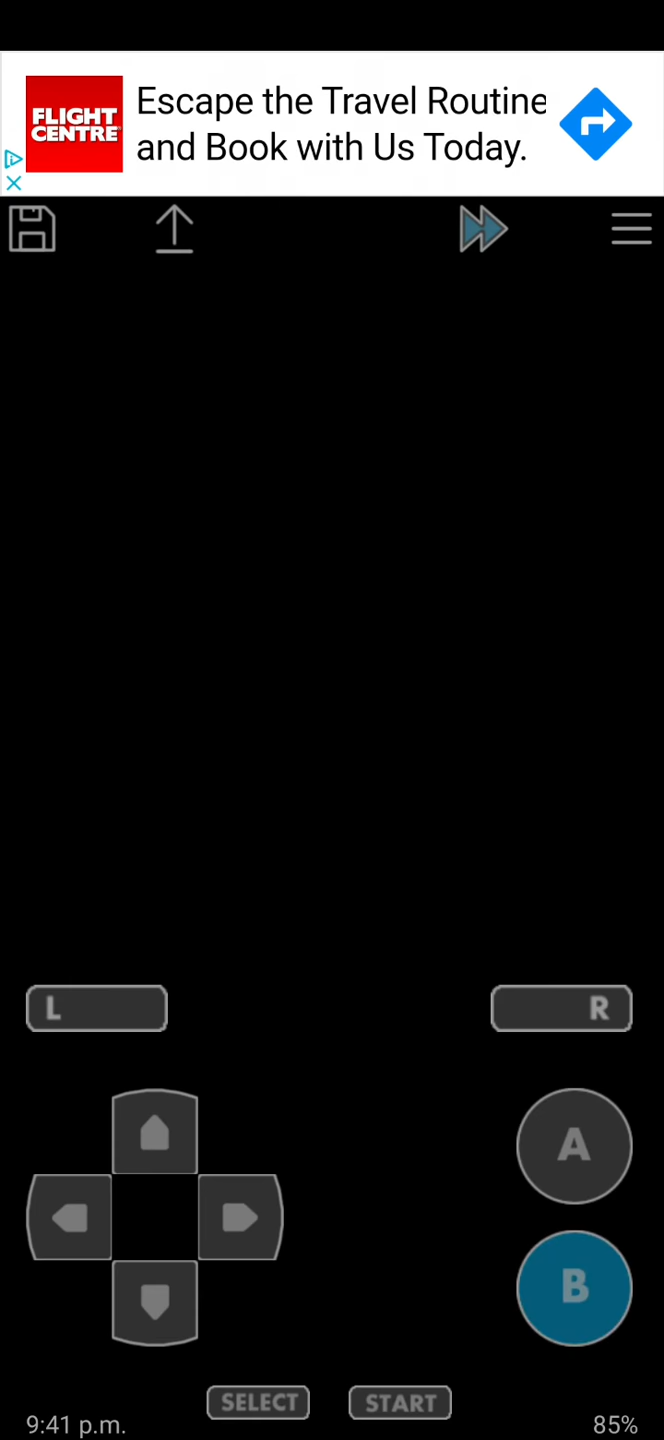 FLIGHT
CENTRE
Escape the Travel Routine
and Book with Us Today.
L
R
A
B
SELECT
START
9:41 p.m.
85%